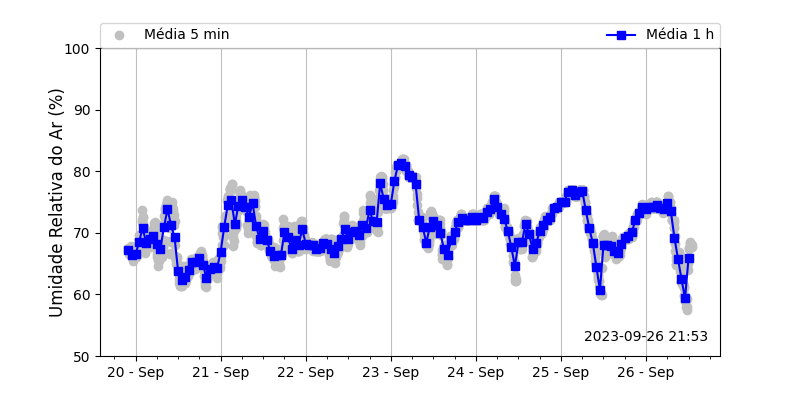 Média 5 min
Média 1 h
Umidade Relativa do Ar (%)
100
90
80
70
60
50
2023-09-26 21:53
20 - Sep
21 - Sep
22 - Sep
23 - Sep
24 - Sep
25 - Sep
26 - Sep